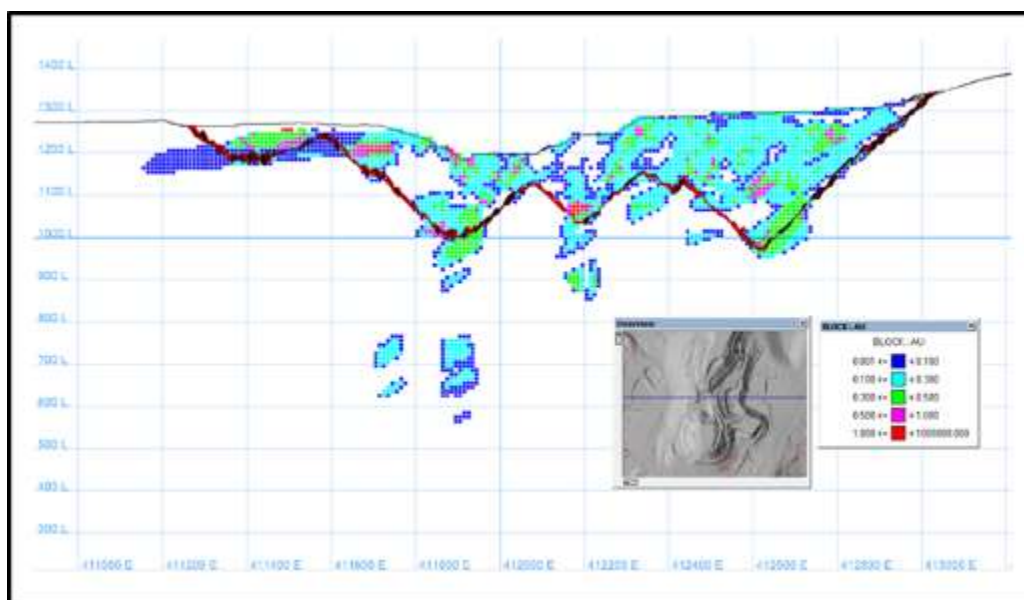 1400 L
1300 L
1200 L
1100 L
1000 L
900 L
800 L
700 L
600 L
500 L
400 L
300 L
411000 E 411200 E 411400 E 411600 E 411800 E 412000 E 412200 E 412400 E 412600 E 412800 E 413000 E
Overview
BLOCK : AU
BLOCK : AU
0.001 <= < 0.100
0.100 <= < 0.300
0.300 <= < 0.500
0.500 <= < 1.000
1.000 <= < 1000000.000